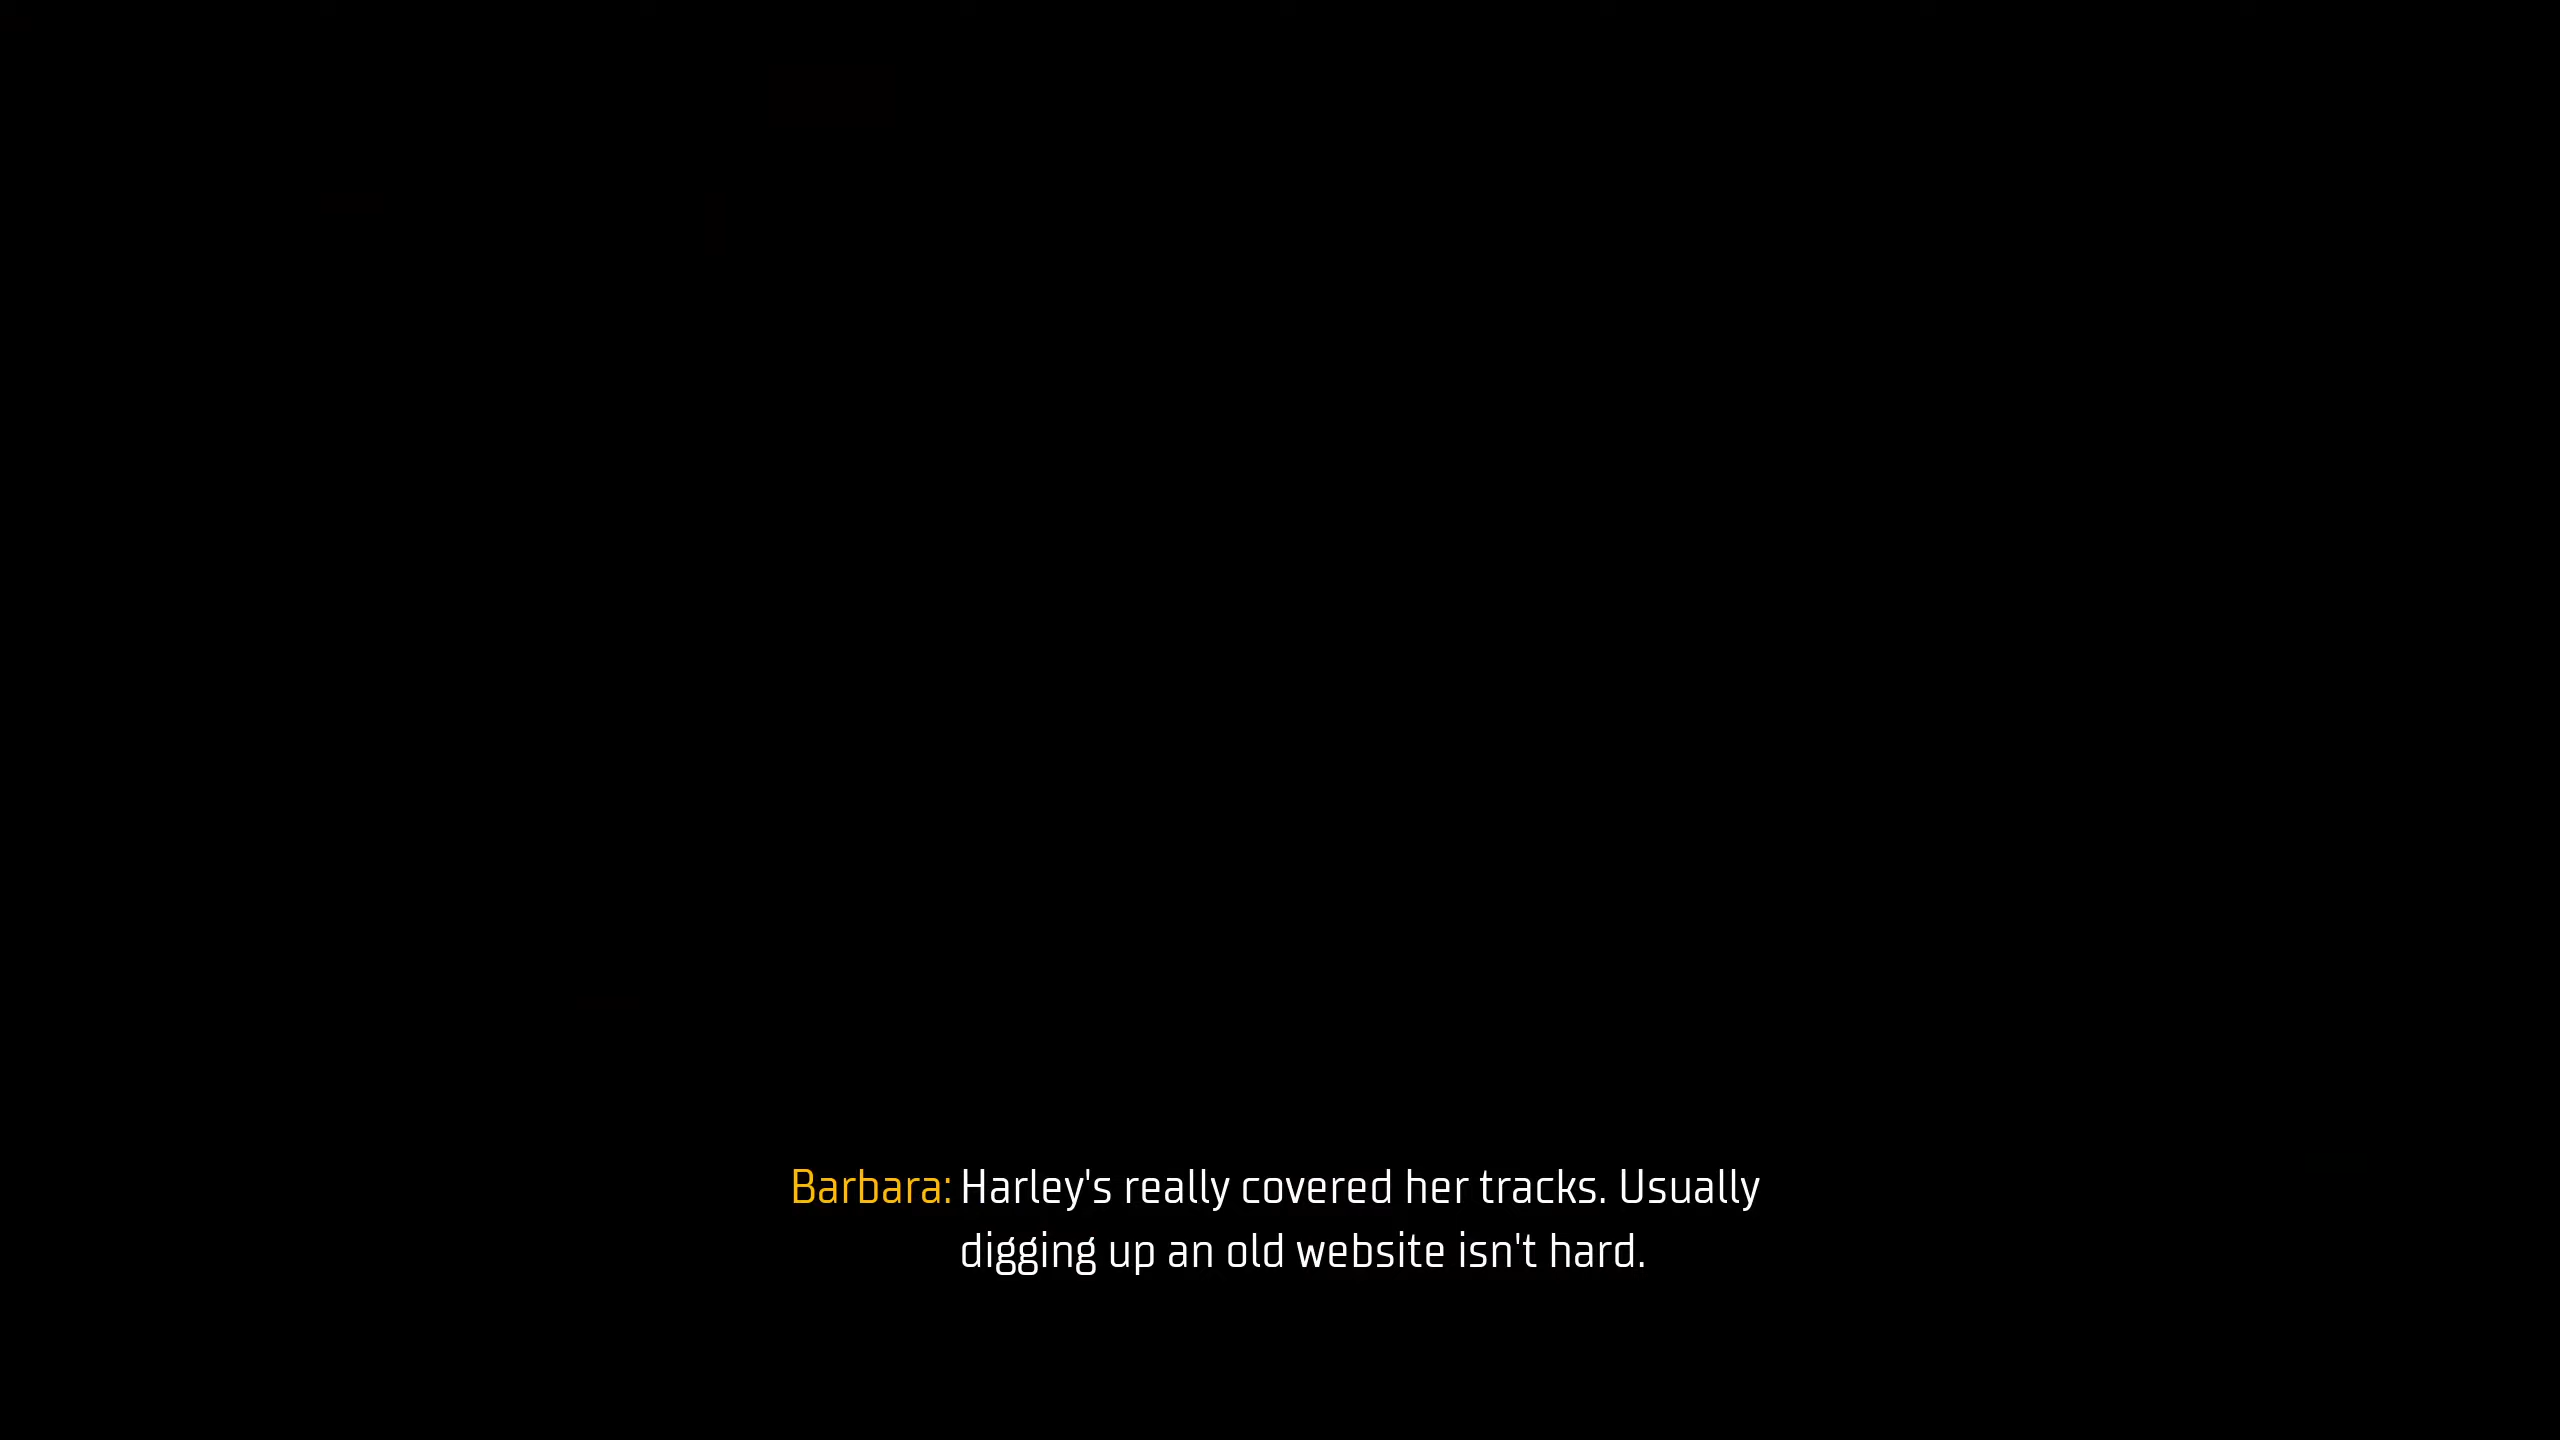 Barbara: Harley's really covered her tracks. Usually
digging up an old website isn't hard.